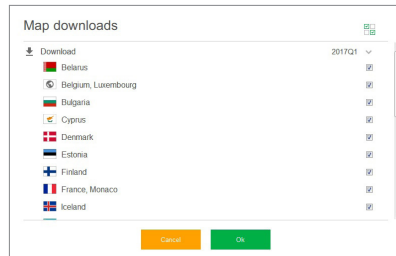 Map downloads
Download 2017Q1
Belarus
Belgium, Luxembourg
Bulgaria
Cyprus
Denmark
Estonia
Finland
France, Monaco
Iceland
Cancel Ok